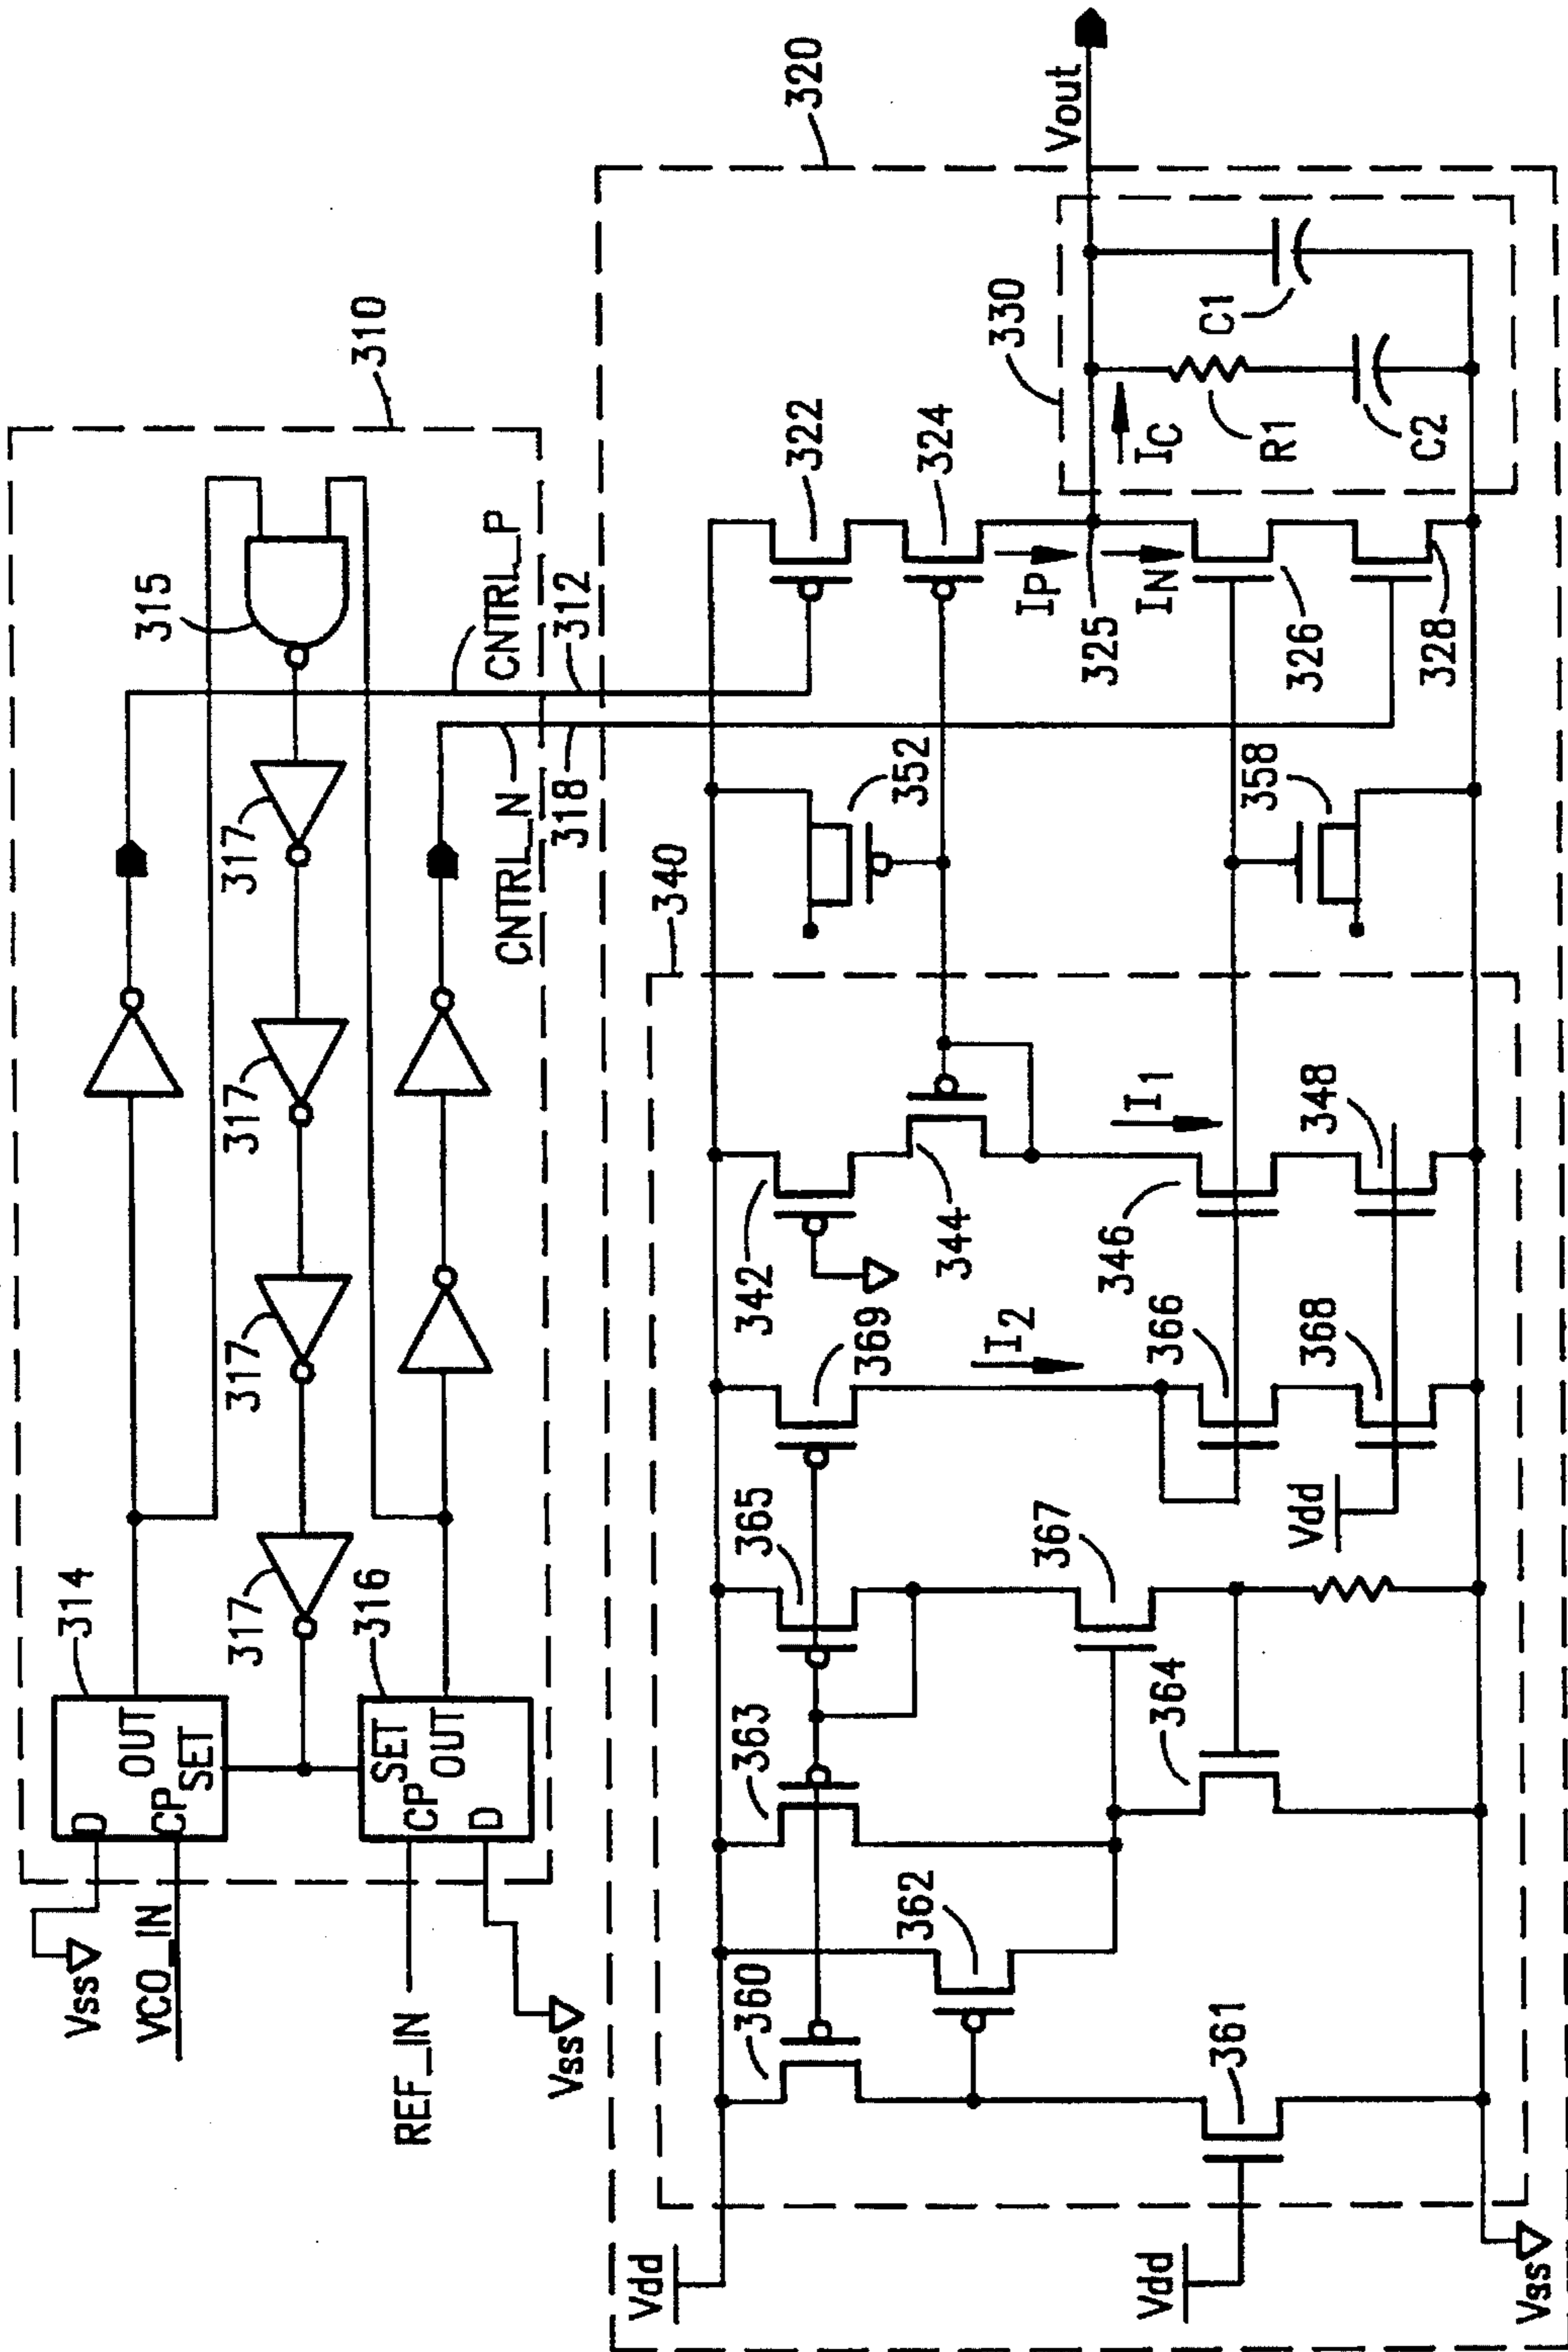 310
314
D
OUT
CP
SET
Vss
VCO_IN
315
317
317
317
317
316
SET
CP
OUT
D
REF_IN
Vss
CNTRL_P
312
CNTRL_N
318
320
340
Vdd
360
362
363
365
369
342
344
352
322
324
330
Vout
I2
I1
IP
325
IN
IC
R1
C1
C2
Vdd
361
364
367
Vdd
366
368
346
348
358
326
328
Vss